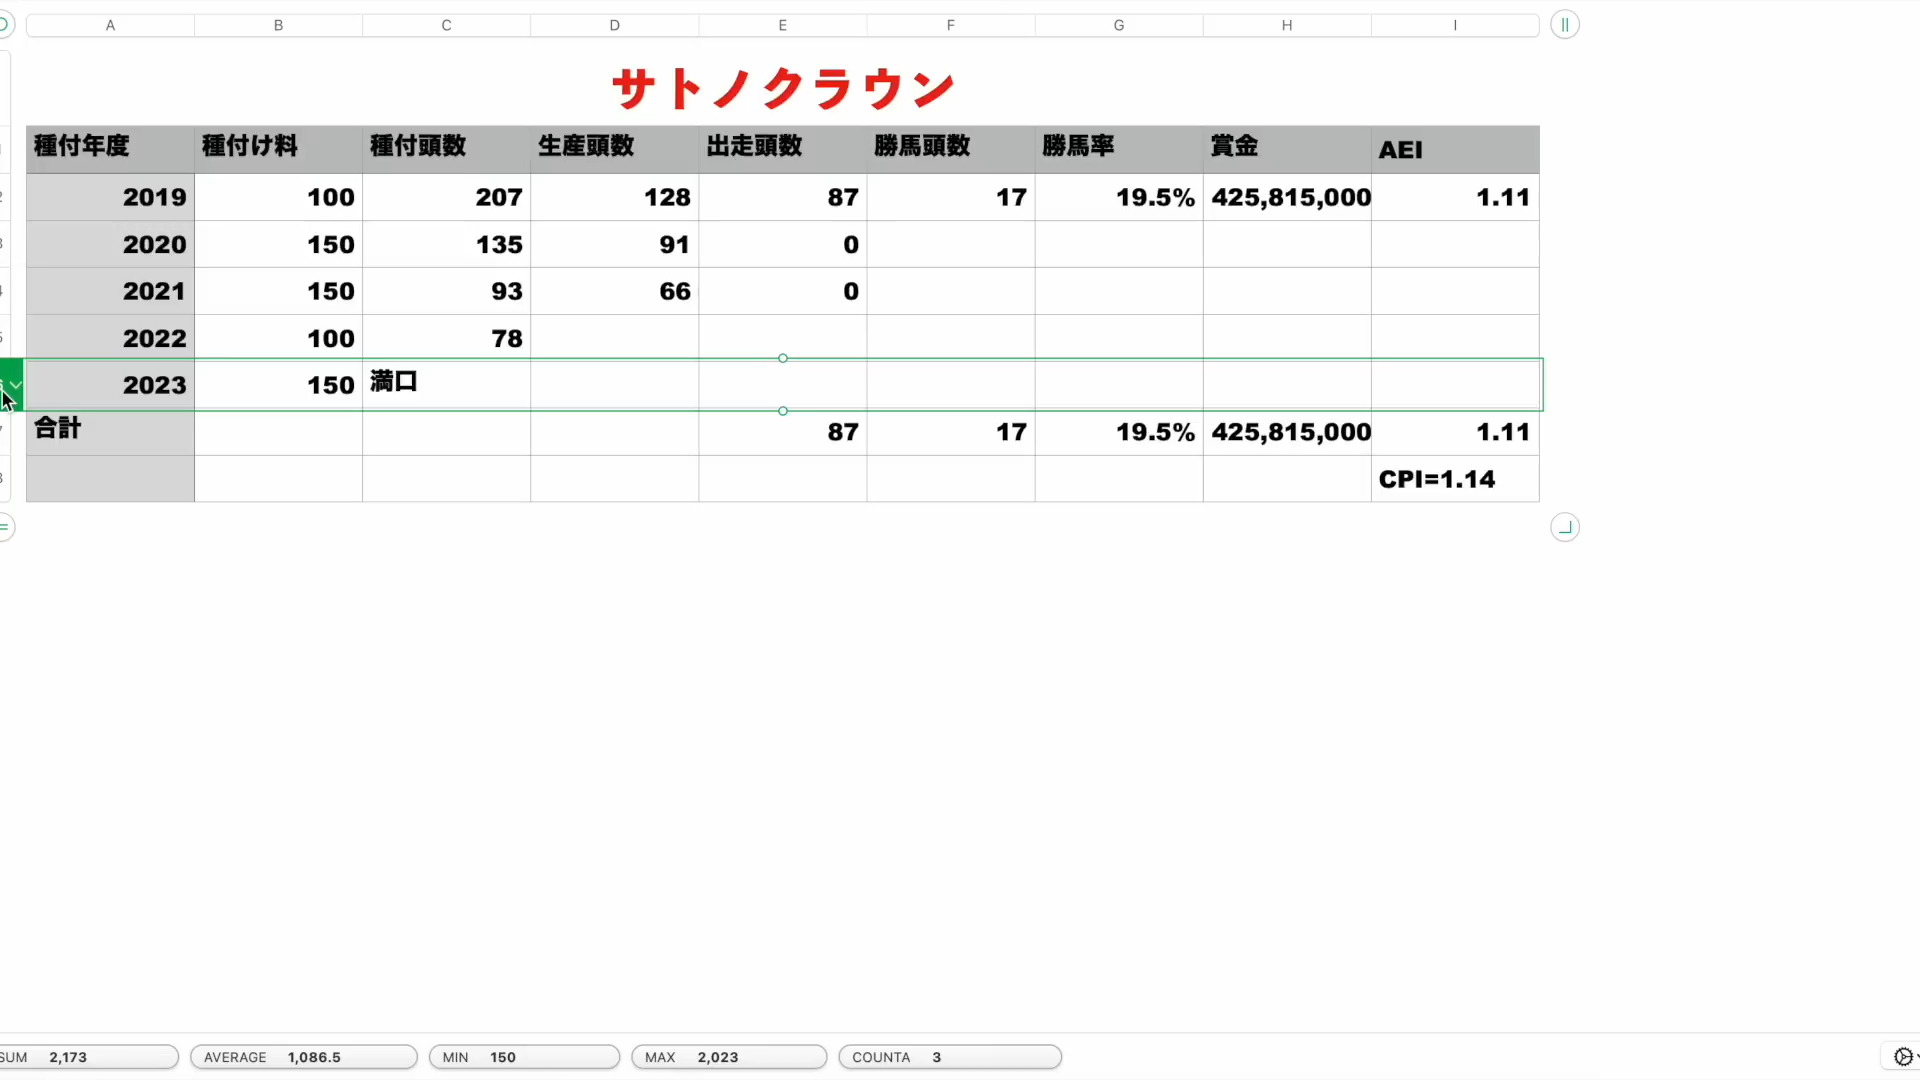 A B C D E F G H I
サトノクラウン
種付年度 種付け料 種付頭数 生産頭数 出走頭数 勝馬頭数 勝馬率 賞金 AEI
2019 100 207 128 87 17 19.5% 425,815,000 1.11
2020 150 135 91 0
2021 150 93 66 0
2022 100 78
2023 150 満口
合計 87 17 19.5% 425,815,000 1.11
CPI=1.14
SUM 2,173 AVERAGE 1,086.5 MIN 150 MAX 2,023 COUNTA 3